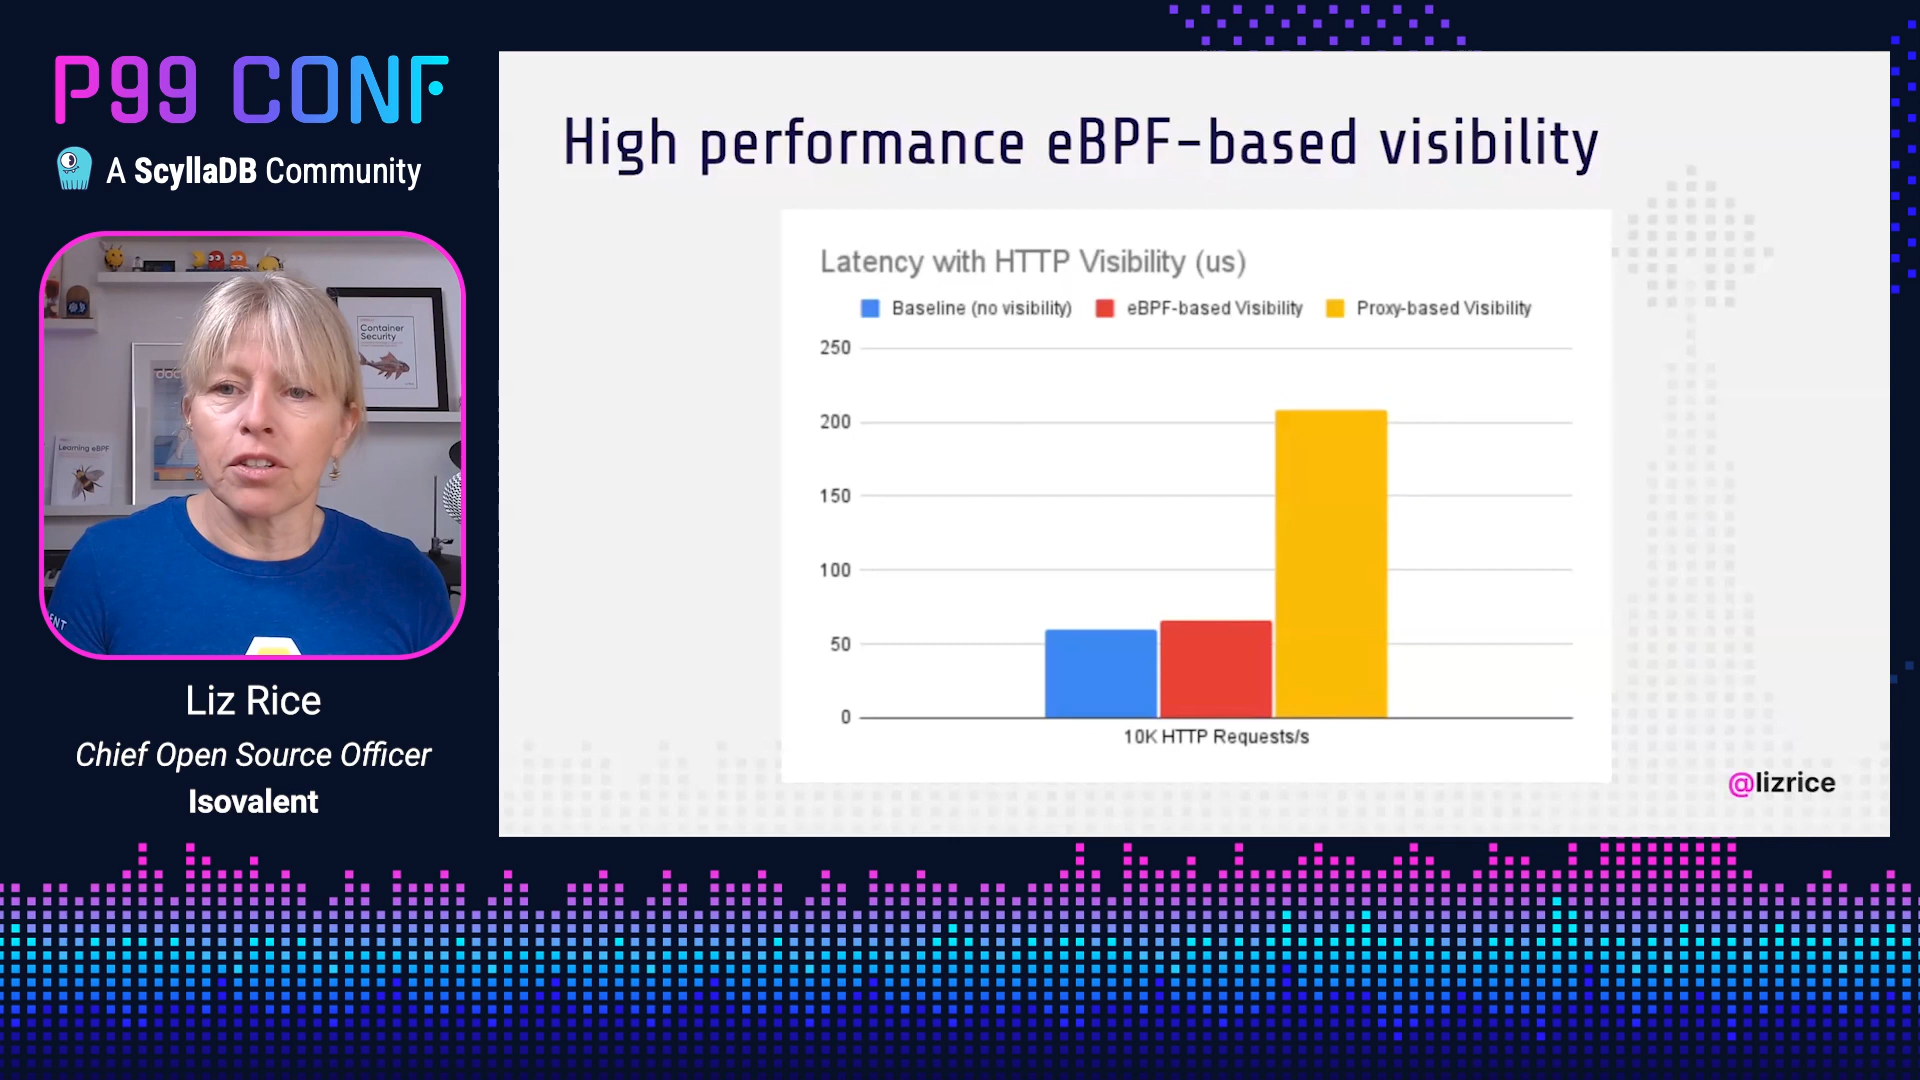 P99 CONF
A ScyllaDB Community
Container
Security
Learning eBPF
Liz Rice
Chief Open Source Officer
Isovalent
High performance eBPF-based visibility
Latency with HTTP Visibility (us)
Baseline (no visibility) eBPF-based Visibility Proxy-based Visibility
250
200
150
100
50
0
10K HTTP Requests/s
@lizrice